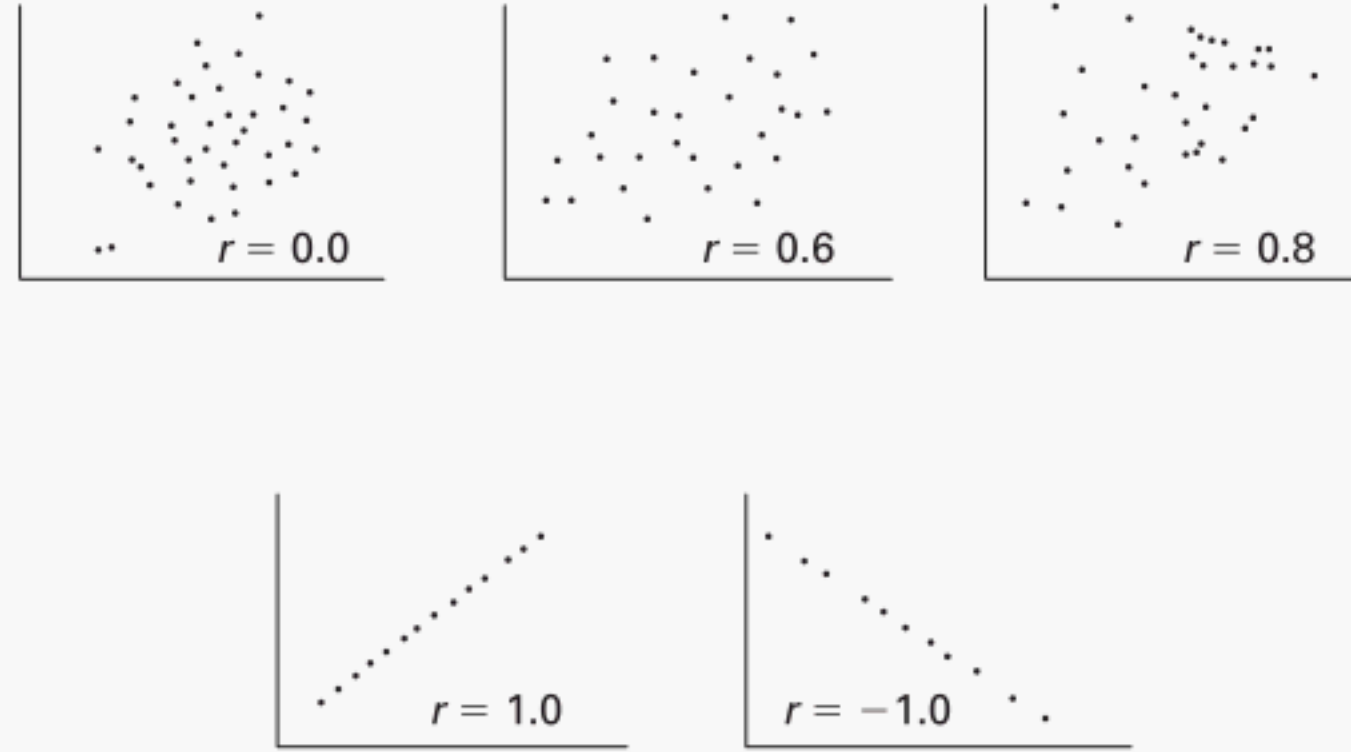 r = 0.0
r = 0.6
r = 0.8
r = 1.0
r = −1.0